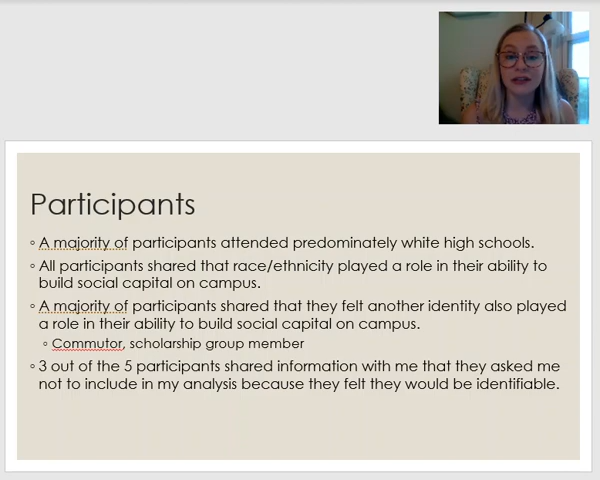 Participants
◦ A majority of participants attended predominately white high schools.
◦ All participants shared that race/ethnicity played a role in their ability to
build social capital on campus.
◦ A majority of participants shared that they felt another identity also played
a role in their ability to build social capital on campus.
◦ Commutor, scholarship group member
◦ 3 out of the 5 participants shared information with me that they asked me
not to include in my analysis because they felt they would be identifiable.